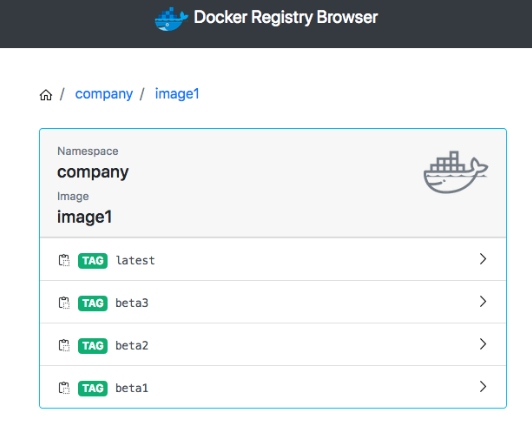 Docker Registry Browser
/ company / image1
Namespace
company
Image
image1
TAG latest
TAG beta3
TAG beta2
TAG beta1